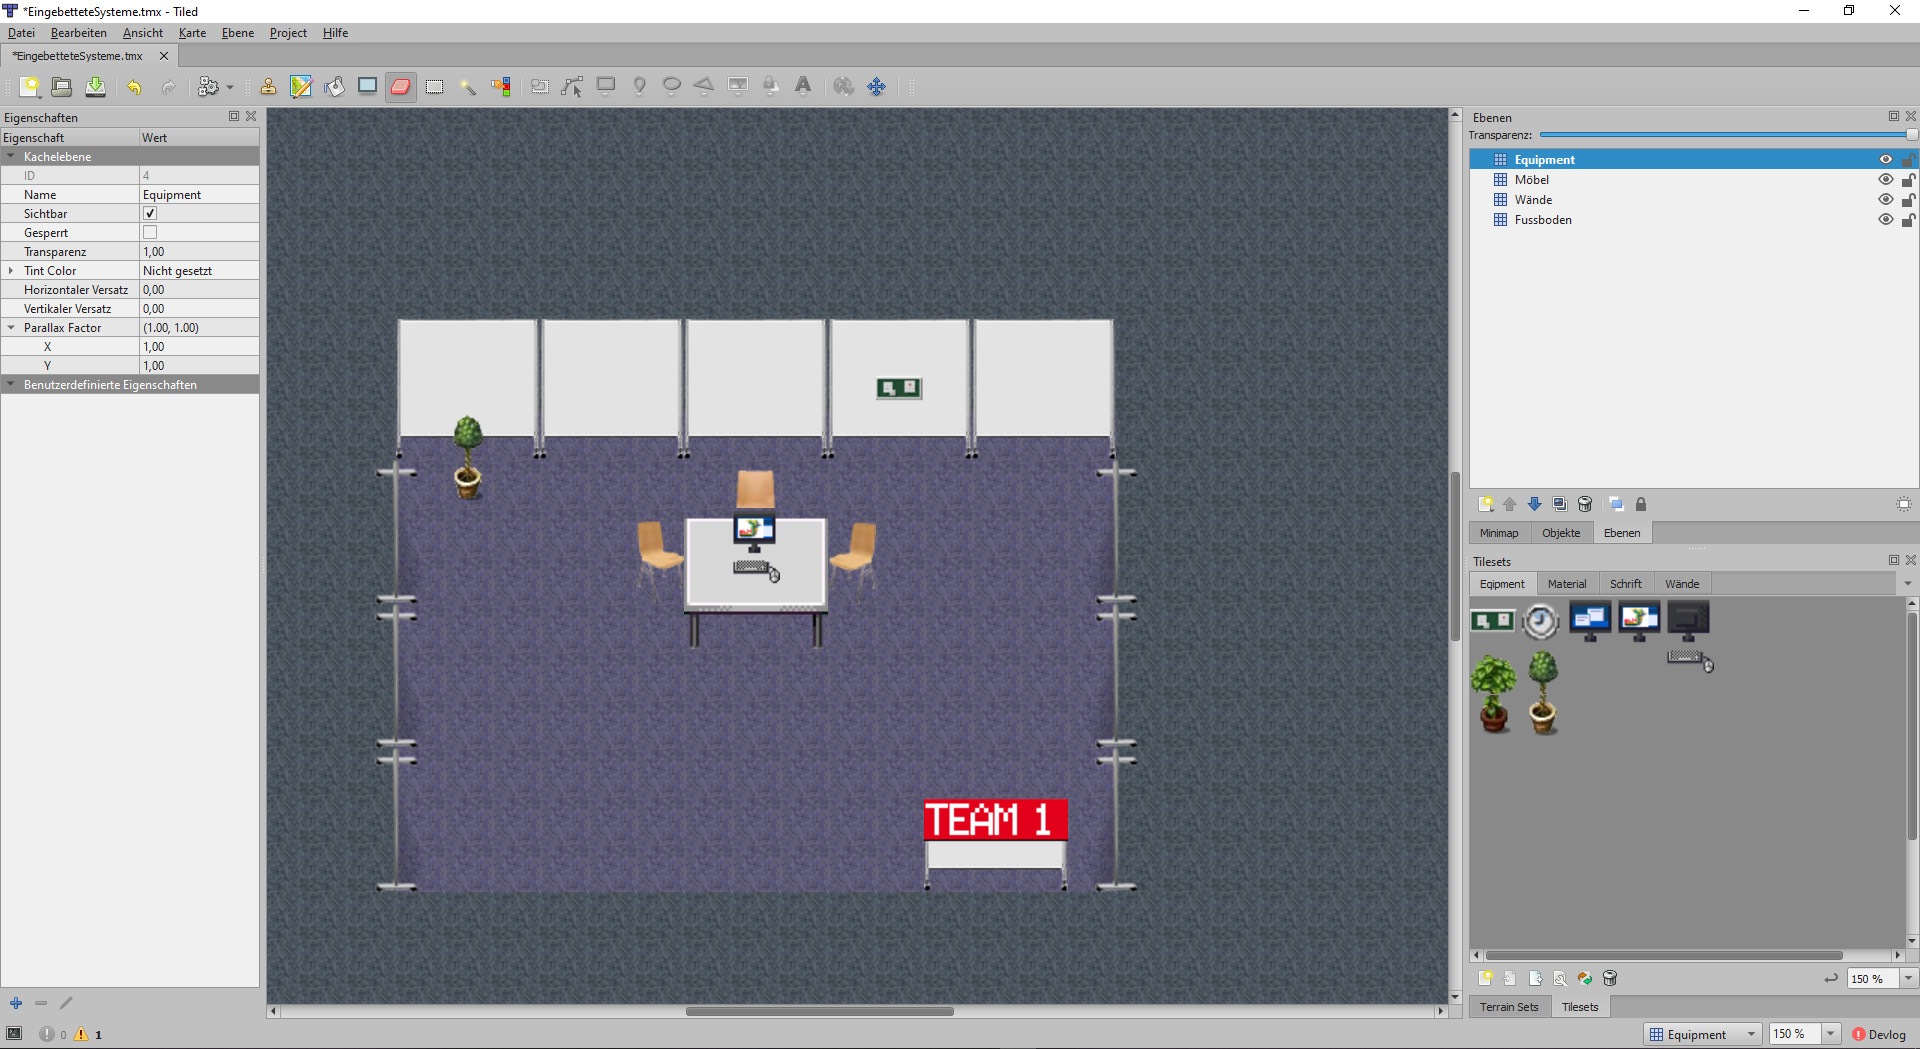 *EingebetteteSysteme.tmx - Tiled
Datei Bearbeiten Ansicht Karte Ebene Project Hilfe
*EingebetteteSysteme.tmx
Eigenschaften
Eigenschaft Wert
Kachelebene
ID 4
Name Equipment
Sichtbar
Gesperrt
Transparenz 1,00
Tint Color Nicht gesetzt
Horizontaler Versatz 0,00
Vertikaler Versatz 0,00
Parallax Factor (1.00, 1.00)
X 1,00
Y 1,00
Benutzerdefinierte Eigenschaften
0 1
TEAM 1
Ebenen
Transparenz:
Equipment
Möbel
Wände
Fussboden
Minimap Objekte Ebenen
Tilesets
Eqipment Material Schrift Wände
150 %
Terrain Sets Tilesets
Equipment 150 % Devlog